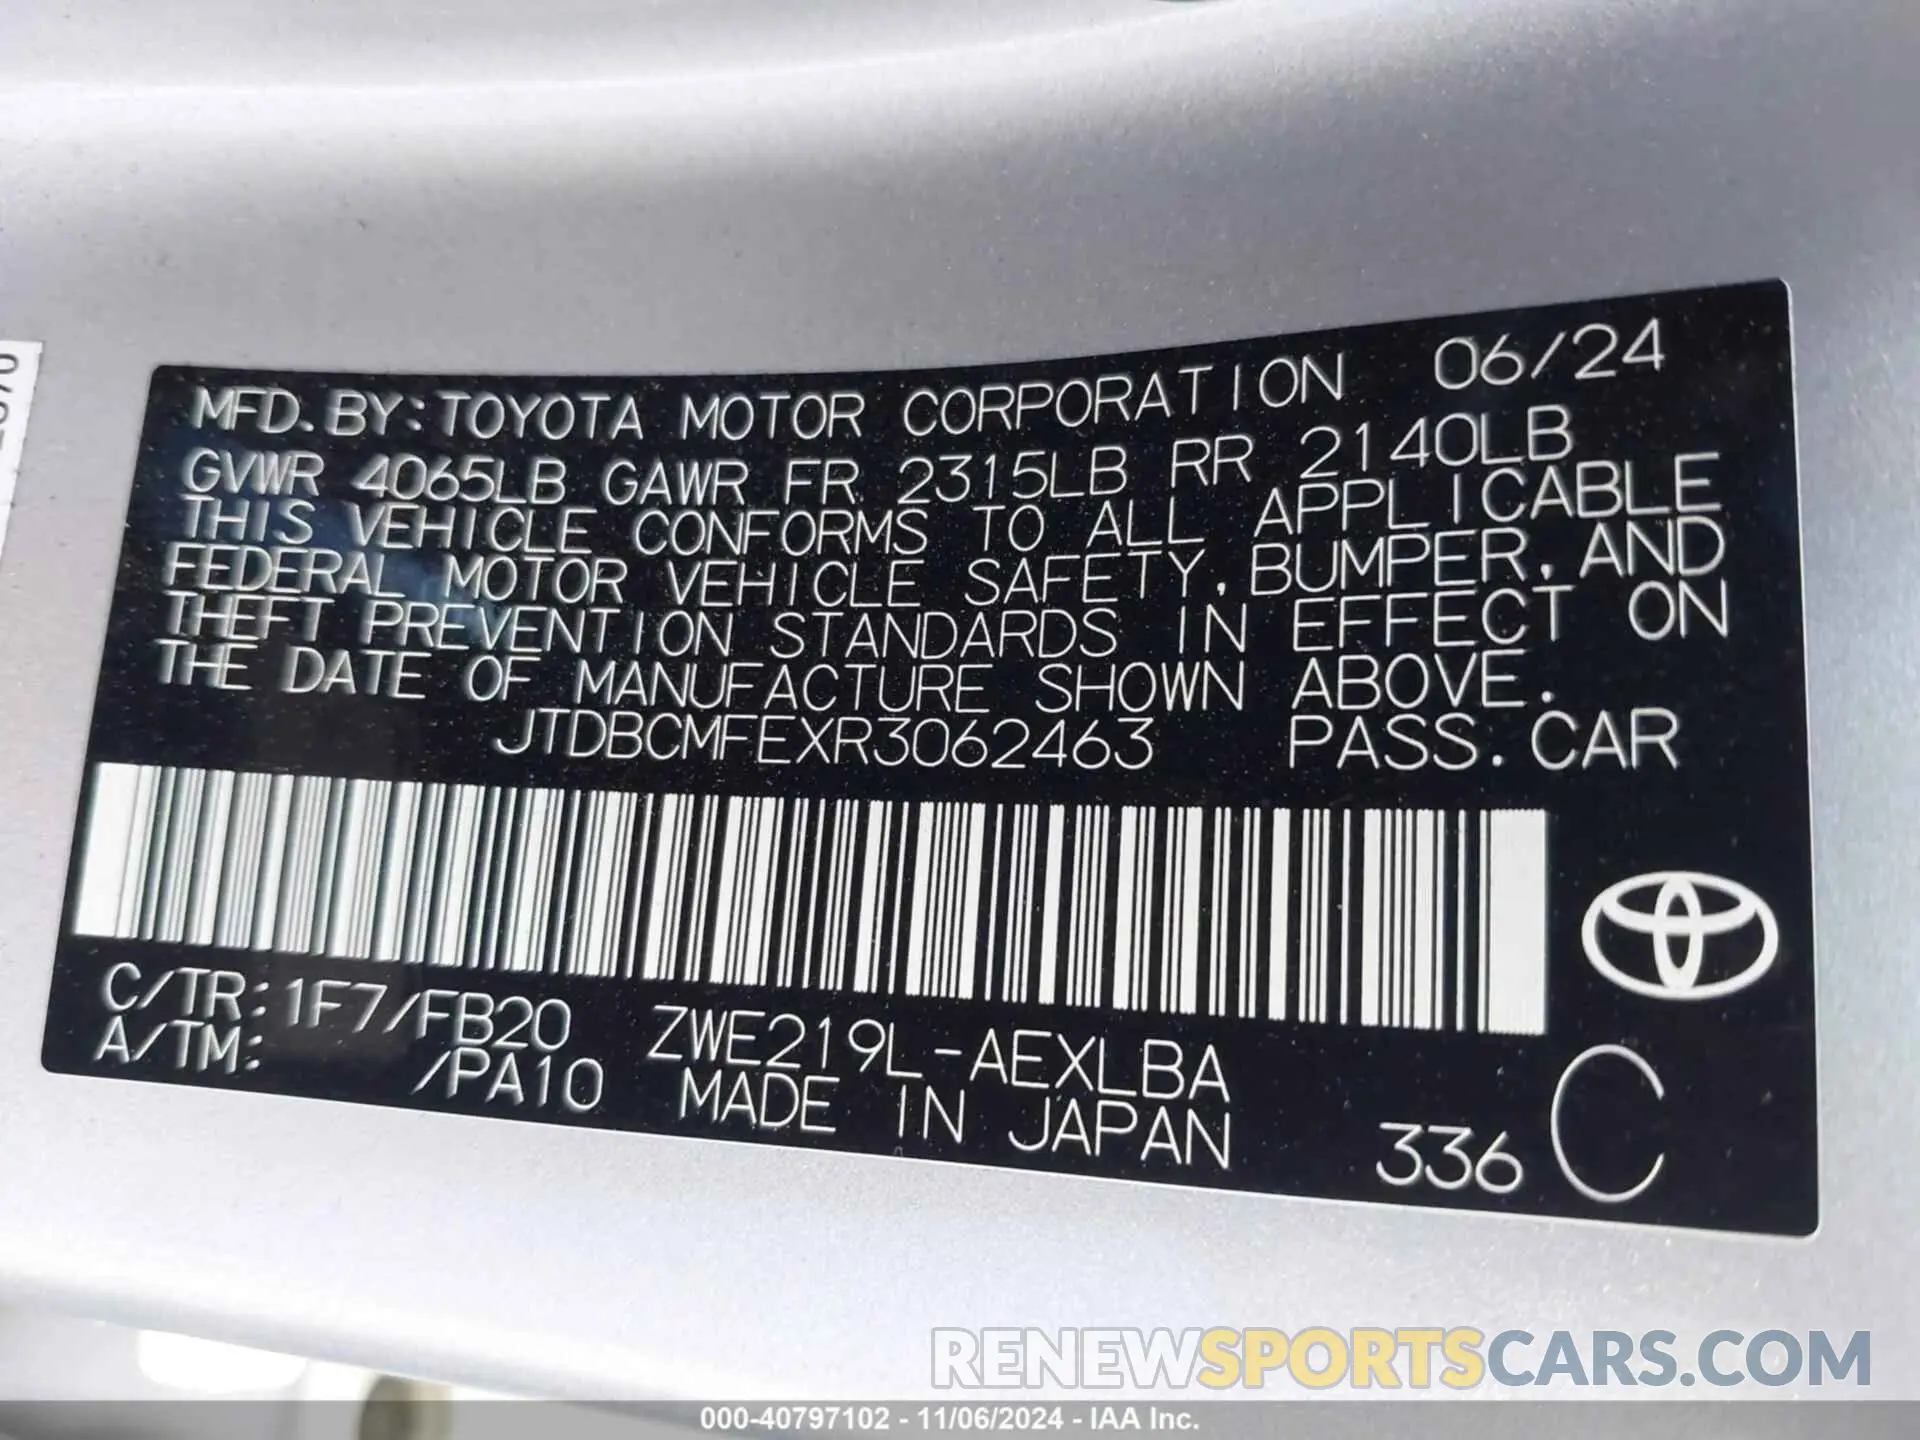 MFD. BY: TOYOTA MOTOR CORPORATION 06/24
GVWR 4065LB GAWR FR 2315LB RR 2140LB
THIS VEHICLE CONFORMS TO ALL APPLICABLE
FEDERAL MOTOR VEHICLE SAFETY, BUMPER, AND
THEFT PREVENTION STANDARDS IN EFFECT ON
THE DATE OF MANUFACTURE SHOWN ABOVE.
JTDBCMFEXR3062463 PASS. CAR
C/TR: 1F7/FB20 ZWE219L-AEXLBA
A/TM: /PA10 MADE IN JAPAN 336 C
RENEWSPORTSCARS.COM
000-40797102 - 11/06/2024 - IAA Inc.